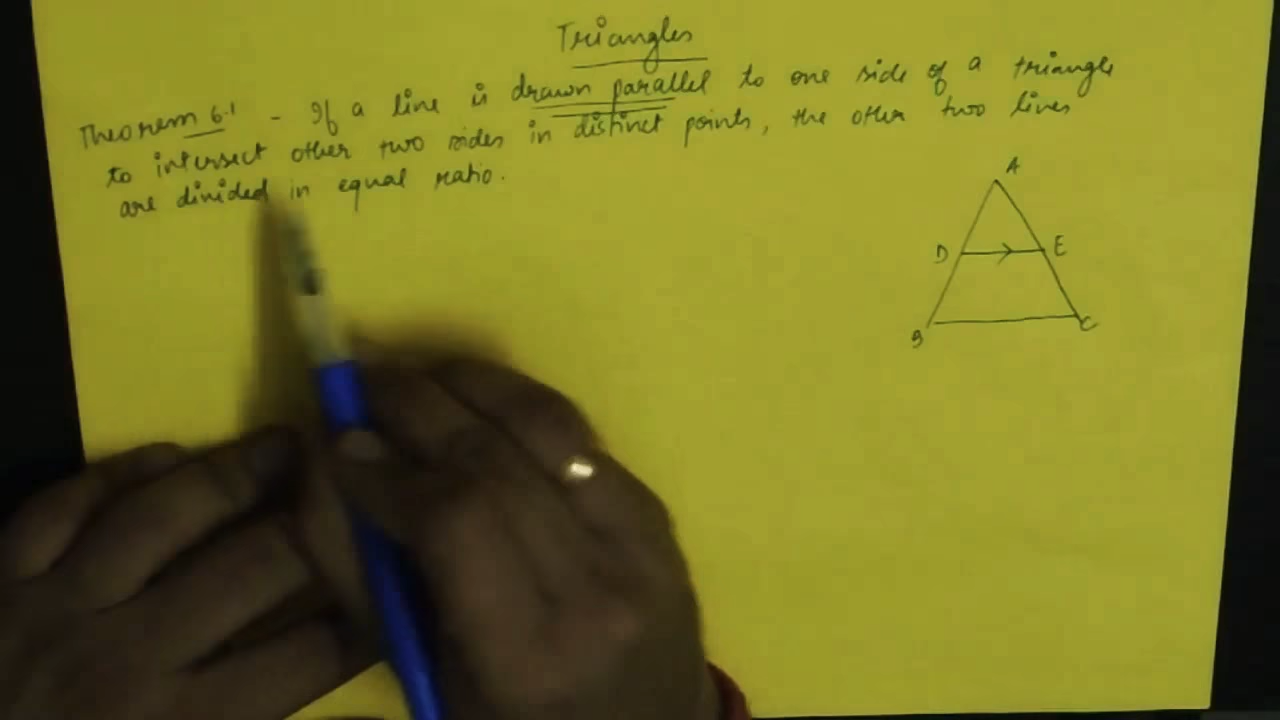 Triangles
Theorem 6.1 - If a line is drawn parallel to one side of a triangle
to intersect other two sides in distinct points, the other two lines
are divided in equal ratio.
A
D E
B C